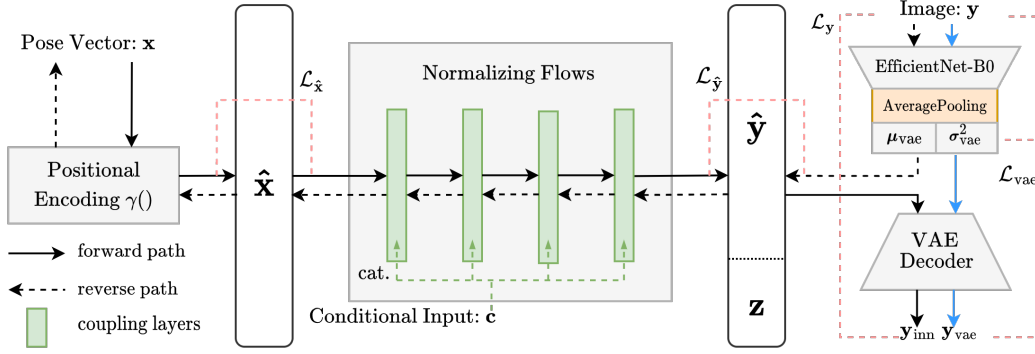 Pose Vector: x
Positional
Encoding γ()
forward path
reverse path
coupling layers
x̂
ℒx̂
Normalizing Flows
cat.
Conditional Input: c
ℒŷ
ŷ
z
ℒy
Image: y
EfficientNet-B0
AveragePooling
μvae
σ²vae
ℒvae
VAE
Decoder
yinn yvae